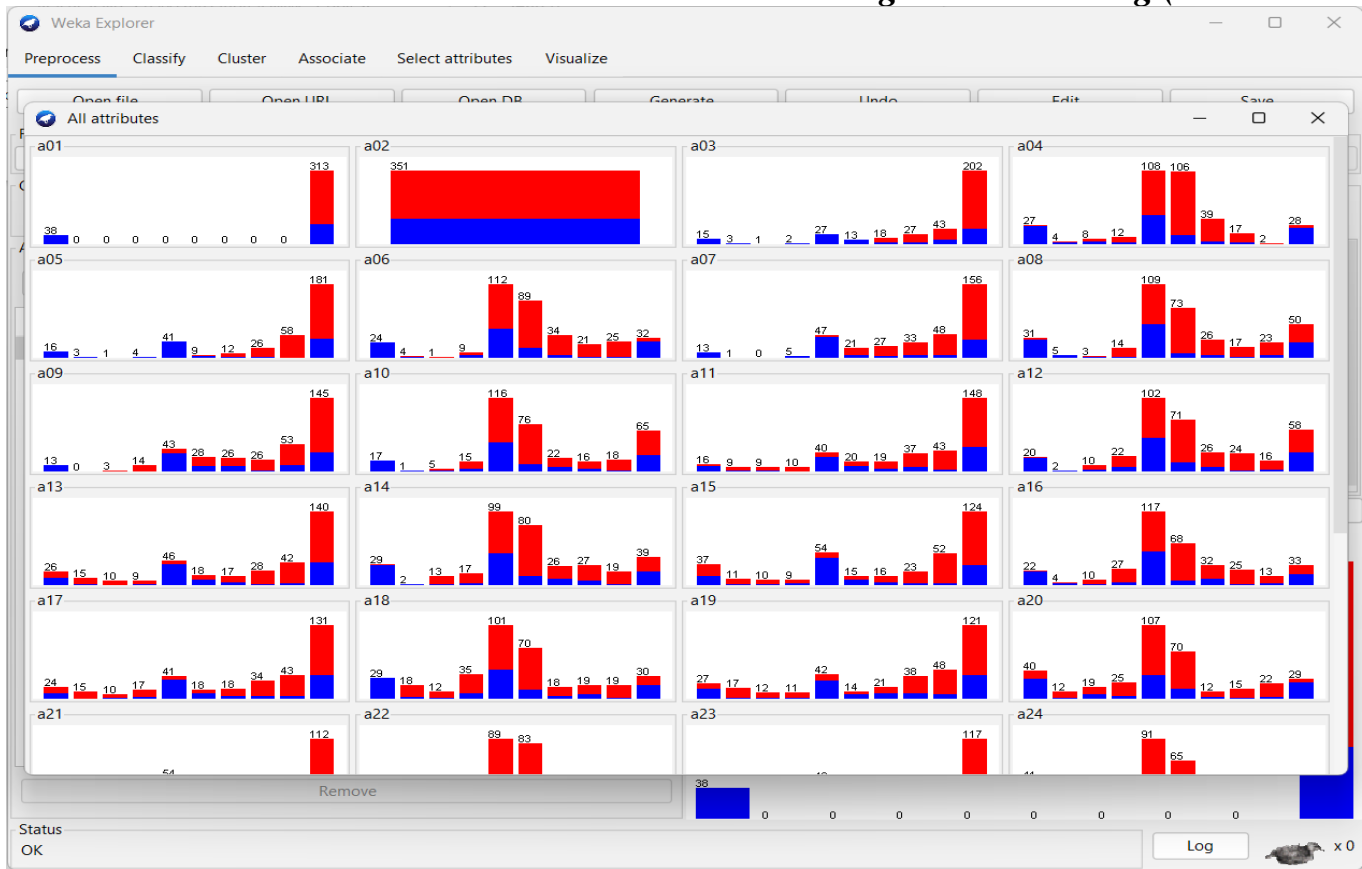 g                g (
Weka Explorer
Preprocess Classify Cluster Associate Select attributes Visualize
Open file Open URL Open DB Generate Undo Edit Save
All attributes
a01 a02 a03 a04
313 351 202 108 106
38 0 0 0 0 0 0 0 0 15 3 1 2 27 13 18 27 43 27 4 8 12 39 17 2 28
a05 a06 a07 a08
181 112 89 156 109 73
16 3 1 4 41 9 12 26 58 24 4 1 9 34 21 25 32 13 1 0 5 47 21 27 33 48 31 5 3 14 26 17 23 50
a09 a10 a11 a12
145 116 76 148 102 71
13 0 3 14 43 28 26 26 53 17 1 5 15 22 16 18 65 16 9 9 10 40 20 19 37 43 20 2 10 22 26 24 16 58
a13 a14 a15 a16
140 99 80 124 117 68
26 15 10 9 46 18 17 28 42 29 2 13 17 26 27 19 39 37 11 10 9 54 15 16 23 52 22 4 10 27 32 25 13 33
a17 a18 a19 a20
131 101 70 121 107 70
24 15 10 17 41 18 18 34 43 29 18 12 35 18 19 19 30 27 17 12 11 42 14 21 38 48 40 12 19 25 12 15 22 29
a21 a22 a23 a24
112 89 83 117 91 65
Remove
38 0 0 0 0 0 0 0 0
Status
OK
Log x 0